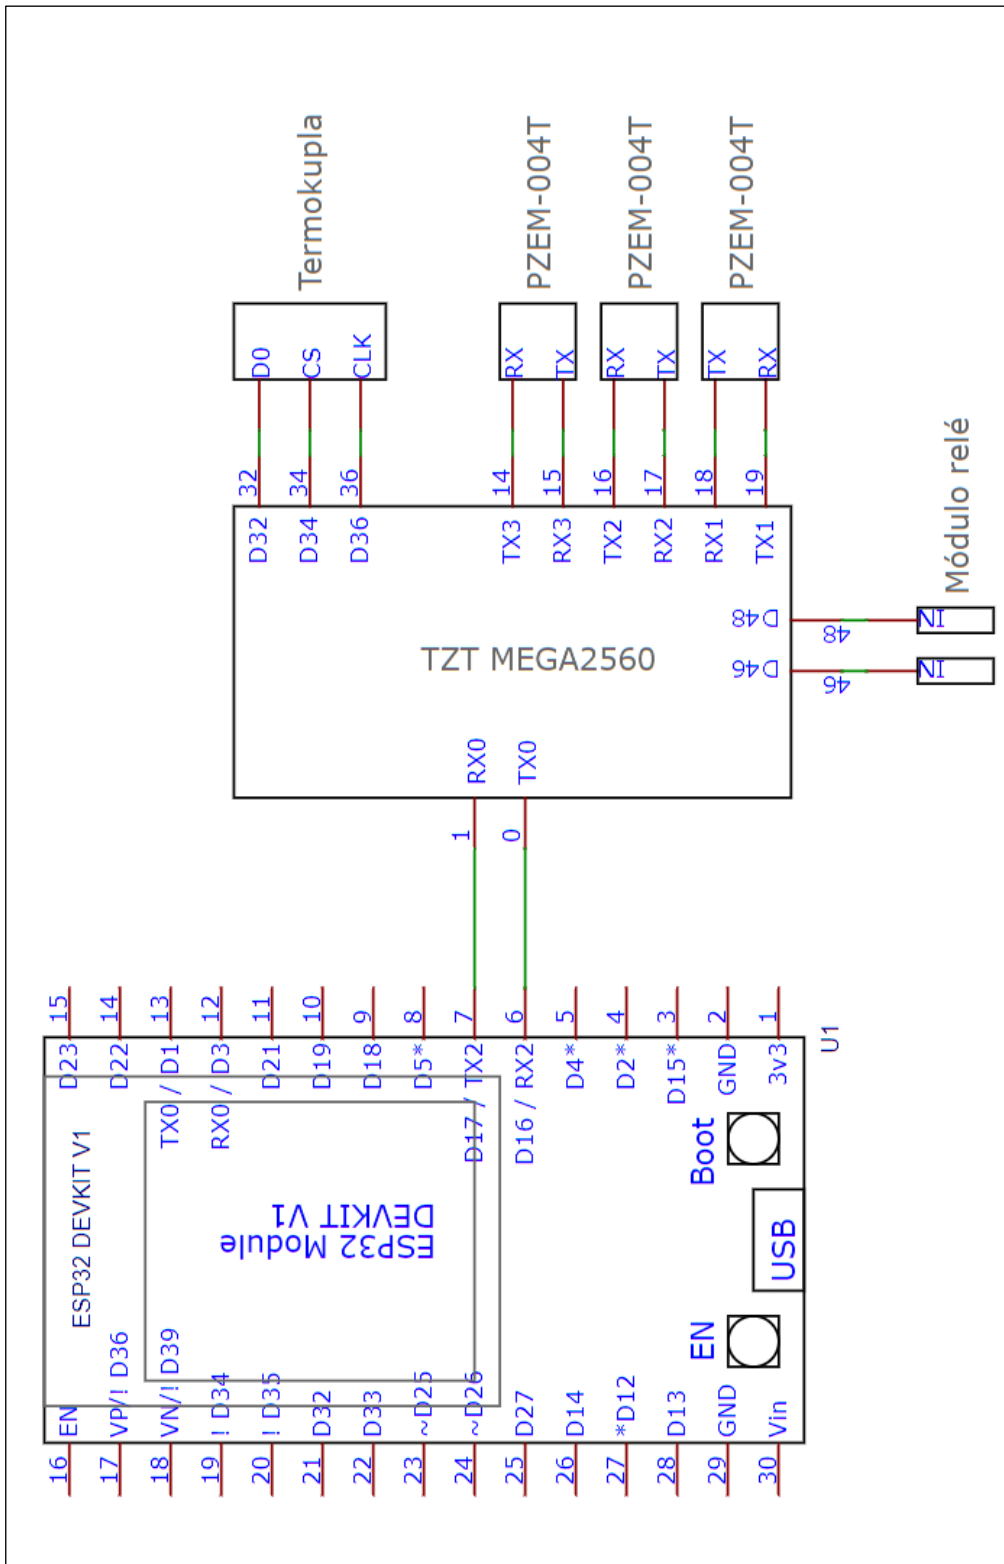 Termokupla
D0
CS
CLK
PZEM-004T
RX
TX
PZEM-004T
RX
TX
PZEM-004T
TX
RX
32
34
36
14
15
16
17
18
19
D32
D34
D36
TX3
RX3
TX2
RX2
RX1
TX1
TZT MEGA2560
D48
48
IN
D46
46
IN
Módulo relé
RX0
TX0
1
0
15
14
13
12
11
10
9
8
7
6
5
4
3
2
1
D23
D22
TX0 / D1
RX0 / D3
D21
D19
D18
D5*
D17 / TX2
D16 / RX2
D4*
D2*
D15*
GND
3v3
U1
ESP32 DEVKIT V1
ESP32 Module
DEVKIT V1
Boot
USB
EN
EN
VP/! D36
VN/! D39
! D34
! D35
D32
D33
~D25
~D26
D27
D14
*D12
D13
GND
Vin
16
17
18
19
20
21
22
23
24
25
26
27
28
29
30